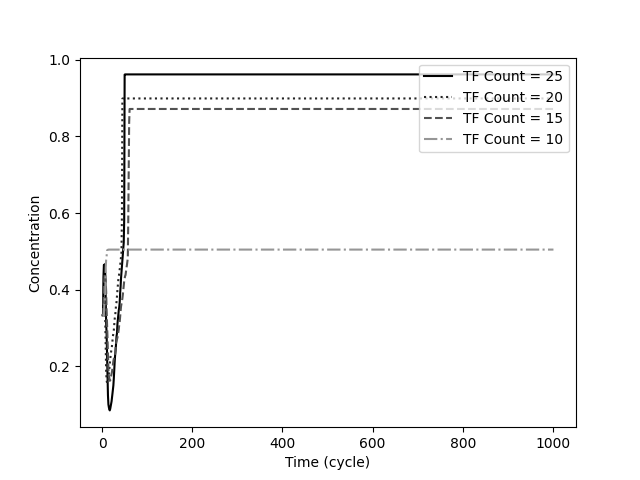 1.0
0.8
0.6
0.4
0.2
Concentration
0
200
400
600
800
1000
Time (cycle)
TF Count = 25
TF Count = 20
TF Count = 15
TF Count = 10